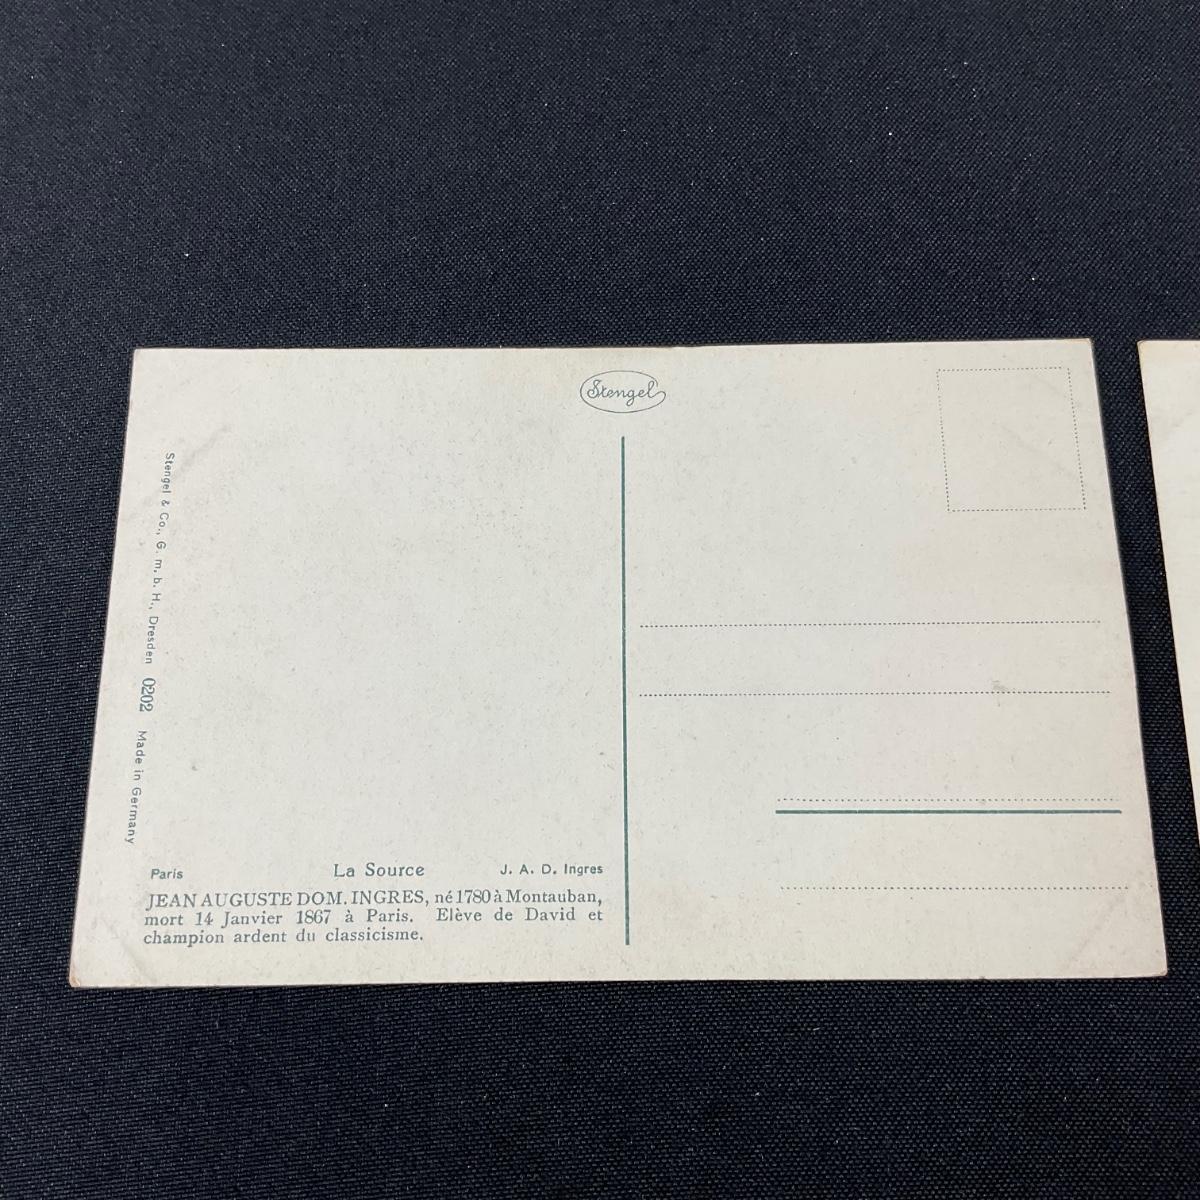 Stengel
Stengel & Co., G. m. b. H., Dresden 0202 Made in Germany
Paris La Source J. A. D. Ingres
JEAN AUGUSTE DOM. INGRES, né 1780 à Montauban,
mort 14 Janvier 1867 à Paris. Elève de David et
champion ardent du classicisme.